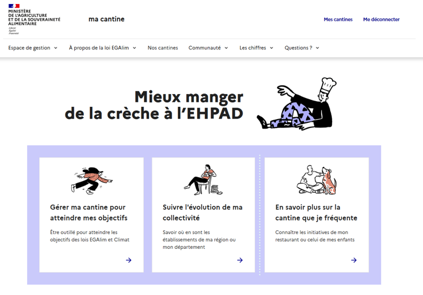 MINISTÈRE
DE L'AGRICULTURE
ET DE LA SOUVERAINETÉ
ALIMENTAIRE
ma cantine
Mes cantines
Me déconnecter
Espace de gestion
À propos de la loi EGAlim
Nos cantines
Communauté
Les chiffres
Questions ?
Mieux manger
de la crèche à l'EHPAD
Gérer ma cantine pour
atteindre mes objectifs
Être outillé pour atteindre les
objectifs des lois EGAlim et Climat
Suivre l'évolution de ma
collectivité
Savoir où en sont les
établissements de ma région ou
mon département
En savoir plus sur la
cantine que je fréquente
Connaître les initiatives de mon
restaurant ou celui de mes enfants